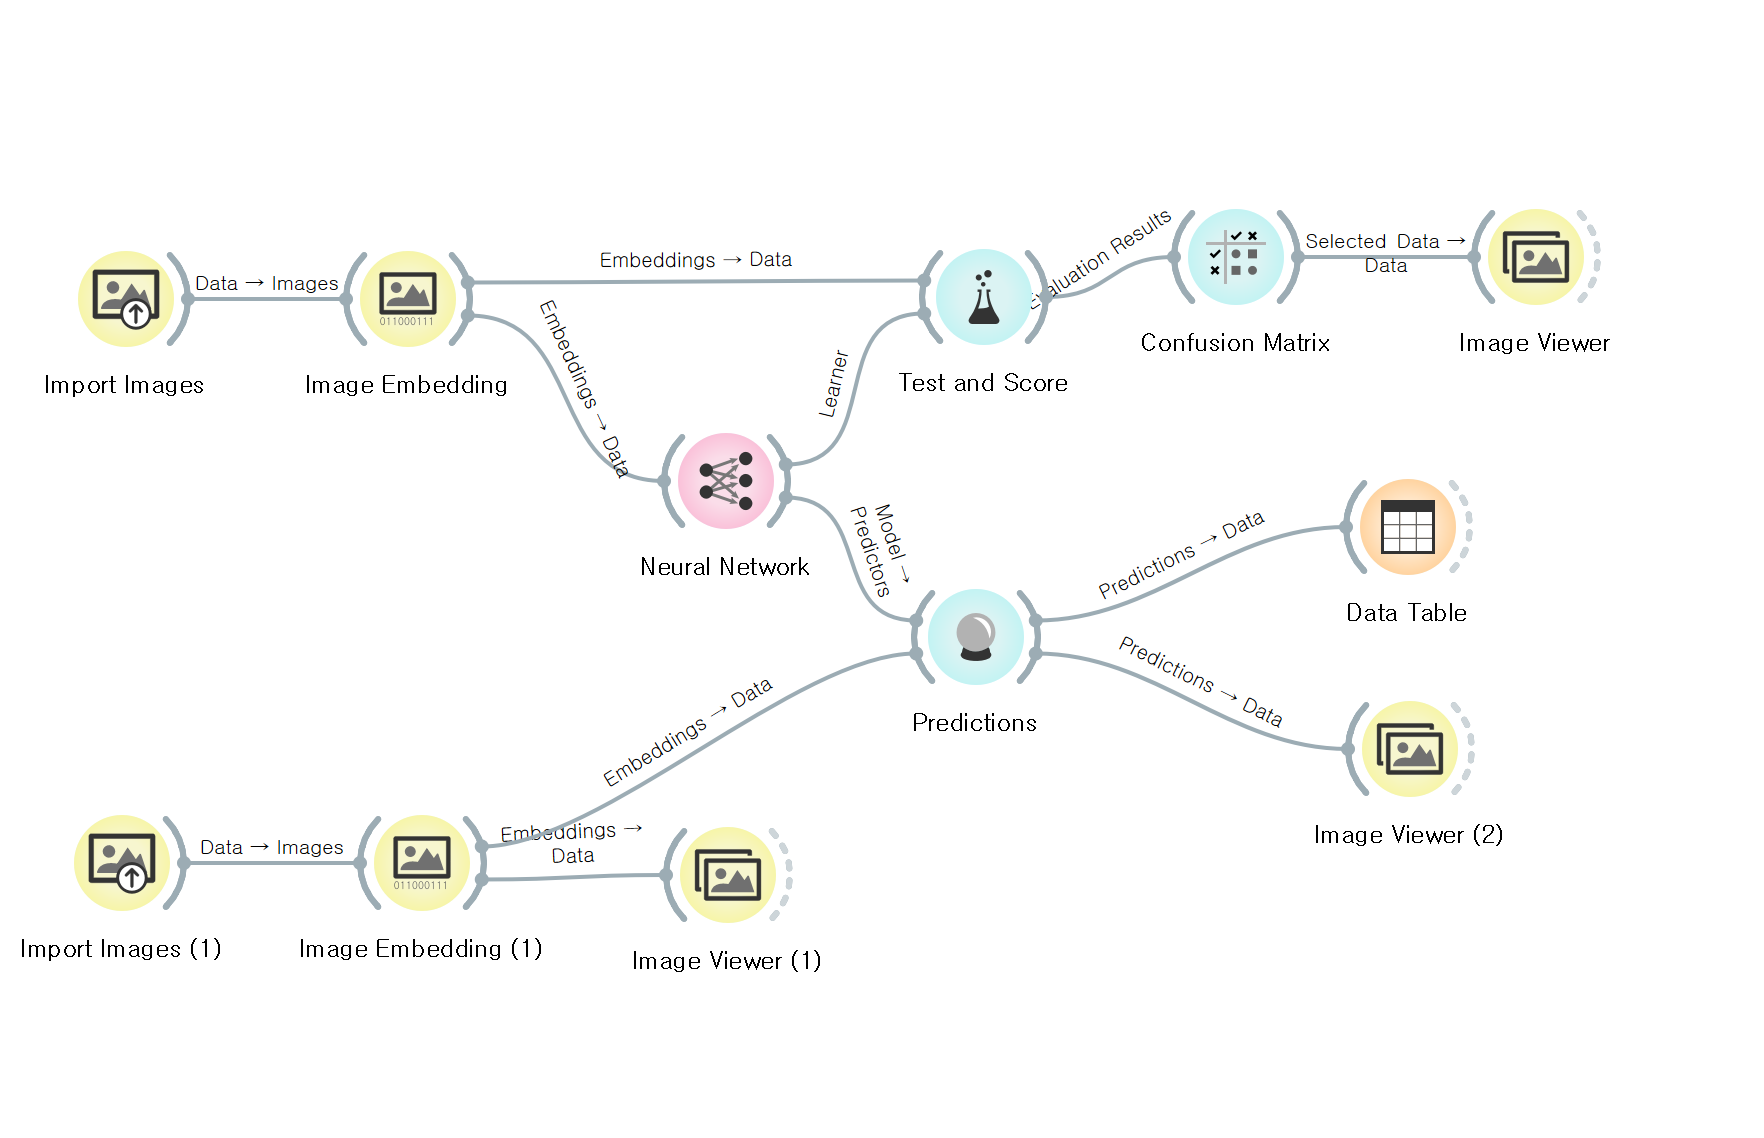 Data → Images
Import Images
011000111
Image Embedding
Embeddings → Data
Embeddings → Data
Learner
Neural Network
Test and Score
Evaluation Results
Confusion Matrix
Selected Data →
Data
Image Viewer
Model →
Predictors
Predictions
Predictions → Data
Data Table
Predictions → Data
Image Viewer (2)
Embeddings → Data
Data → Images
Import Images (1)
011000111
Image Embedding (1)
Embeddings →
Data
Image Viewer (1)